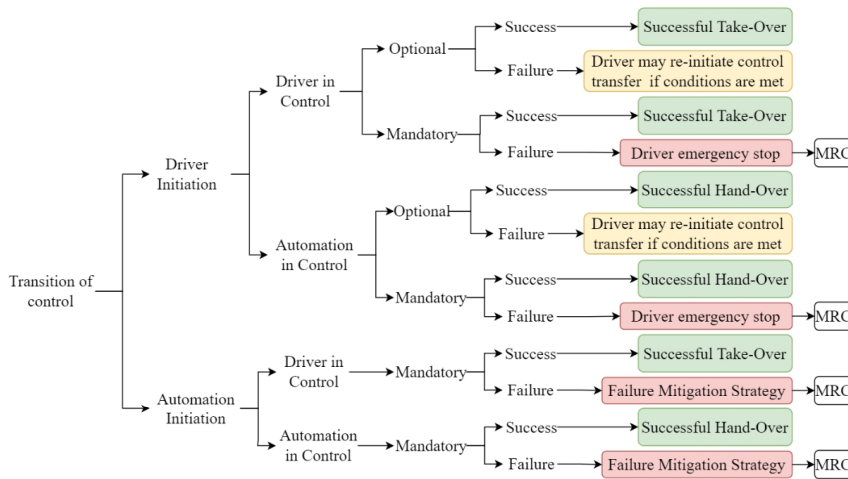 Success
Successful Take-Over
Optional
Failure
Driver may re-initiate control
transfer if conditions are met
Driver in
Control
Success
Successful Take-Over
Mandatory
Failure
Driver emergency stop
MRC
Driver
Initiation
Success
Successful Hand-Over
Optional
Failure
Driver may re-initiate control
transfer if conditions are met
Automation
in Control
Success
Successful Hand-Over
Mandatory
Failure
Driver emergency stop
MRC
Transition of
control
Driver in
Control
Mandatory
Success
Successful Take-Over
Failure
Failure Mitigation Strategy
MRC
Automation
Initiation
Automation
in Control
Mandatory
Success
Successful Hand-Over
Failure
Failure Mitigation Strategy
MRC